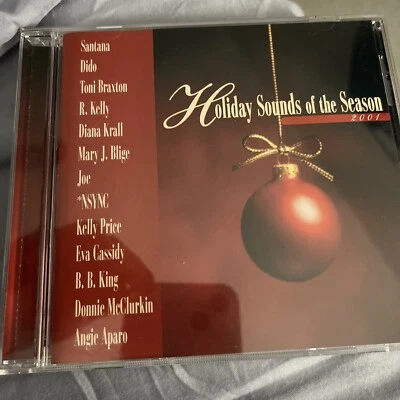 Santana
Dido
Toni Braxton
R. Kelly
Diana Krall
Mary J. Blige
Joe
*NSYNC
Kelly Price
Eva Cassidy
B. B. King
Donnie McClurkin
Angie Aparo
Holiday Sounds of the Season
2001